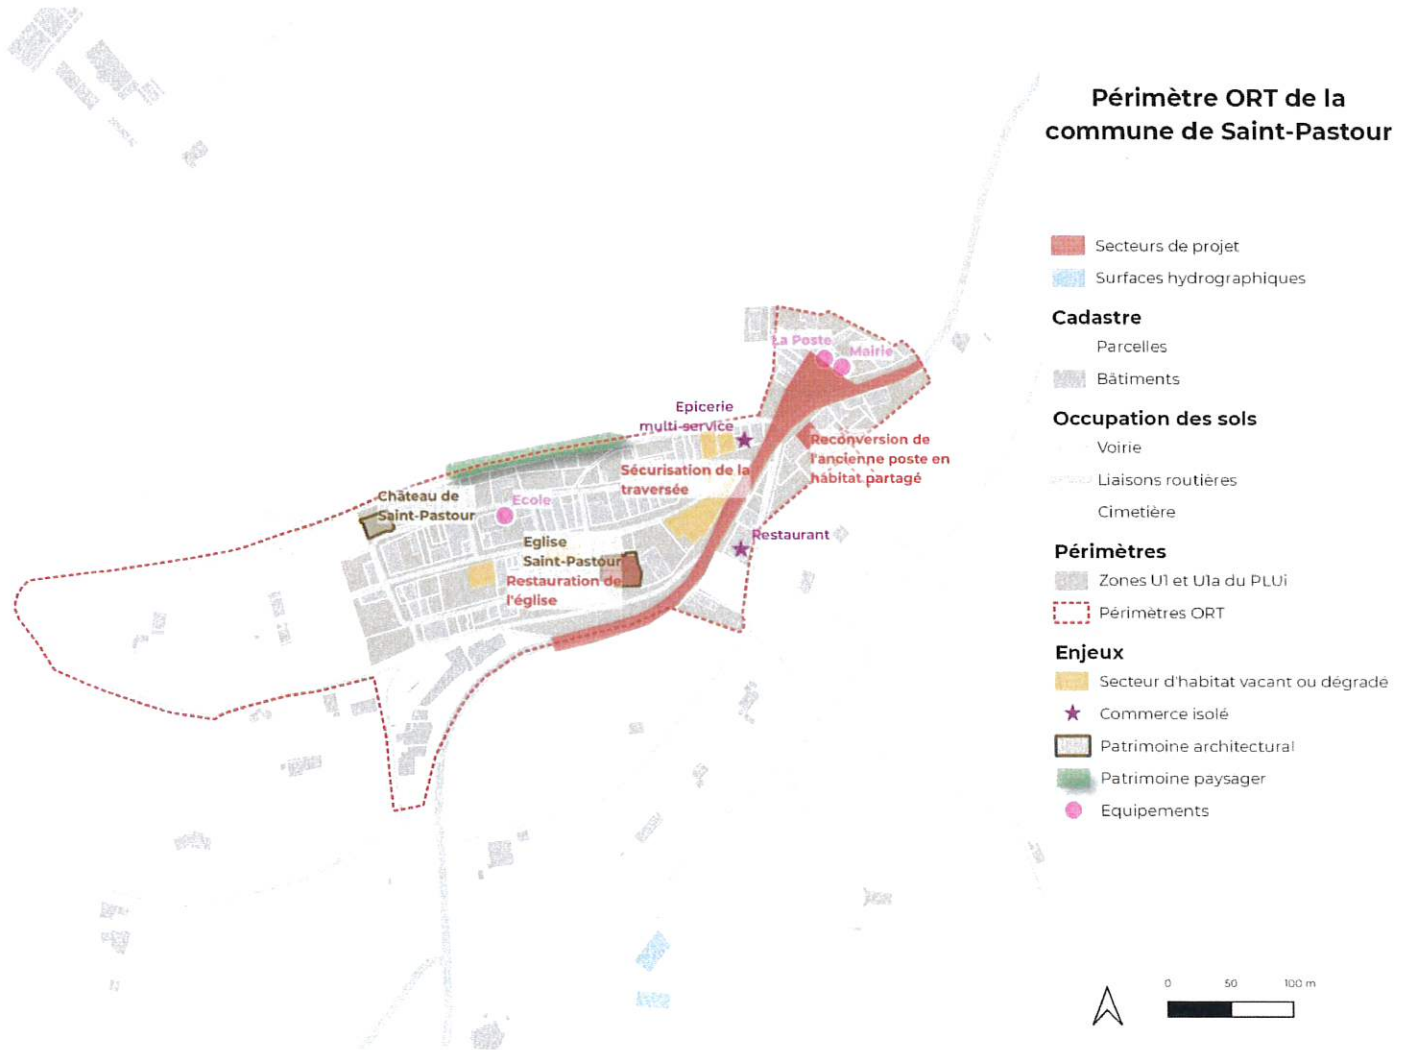 Périmètre ORT de la
commune de Saint-Pastour
Secteurs de projet
Surfaces hydrographiques
Cadastre
Parcelles
Bâtiments
Occupation des sols
Voirie
Liaisons routières
Cimetière
Périmètres
Zones U1 et U1a du PLUi
Périmètres ORT
Enjeux
Secteur d'habitat vacant ou dégradé
Commerce isolé
Patrimoine architectural
Patrimoine paysager
Equipements
La Poste
Mairie
Epicerie
multi-service
Reconversion de
l'ancienne poste en
habitat partagé
Sécurisation de la
traversée
Château de
Saint-Pastour
Ecole
Restaurant
Eglise
Saint-Pastour
Restauration de
l'église
0 50 100 m